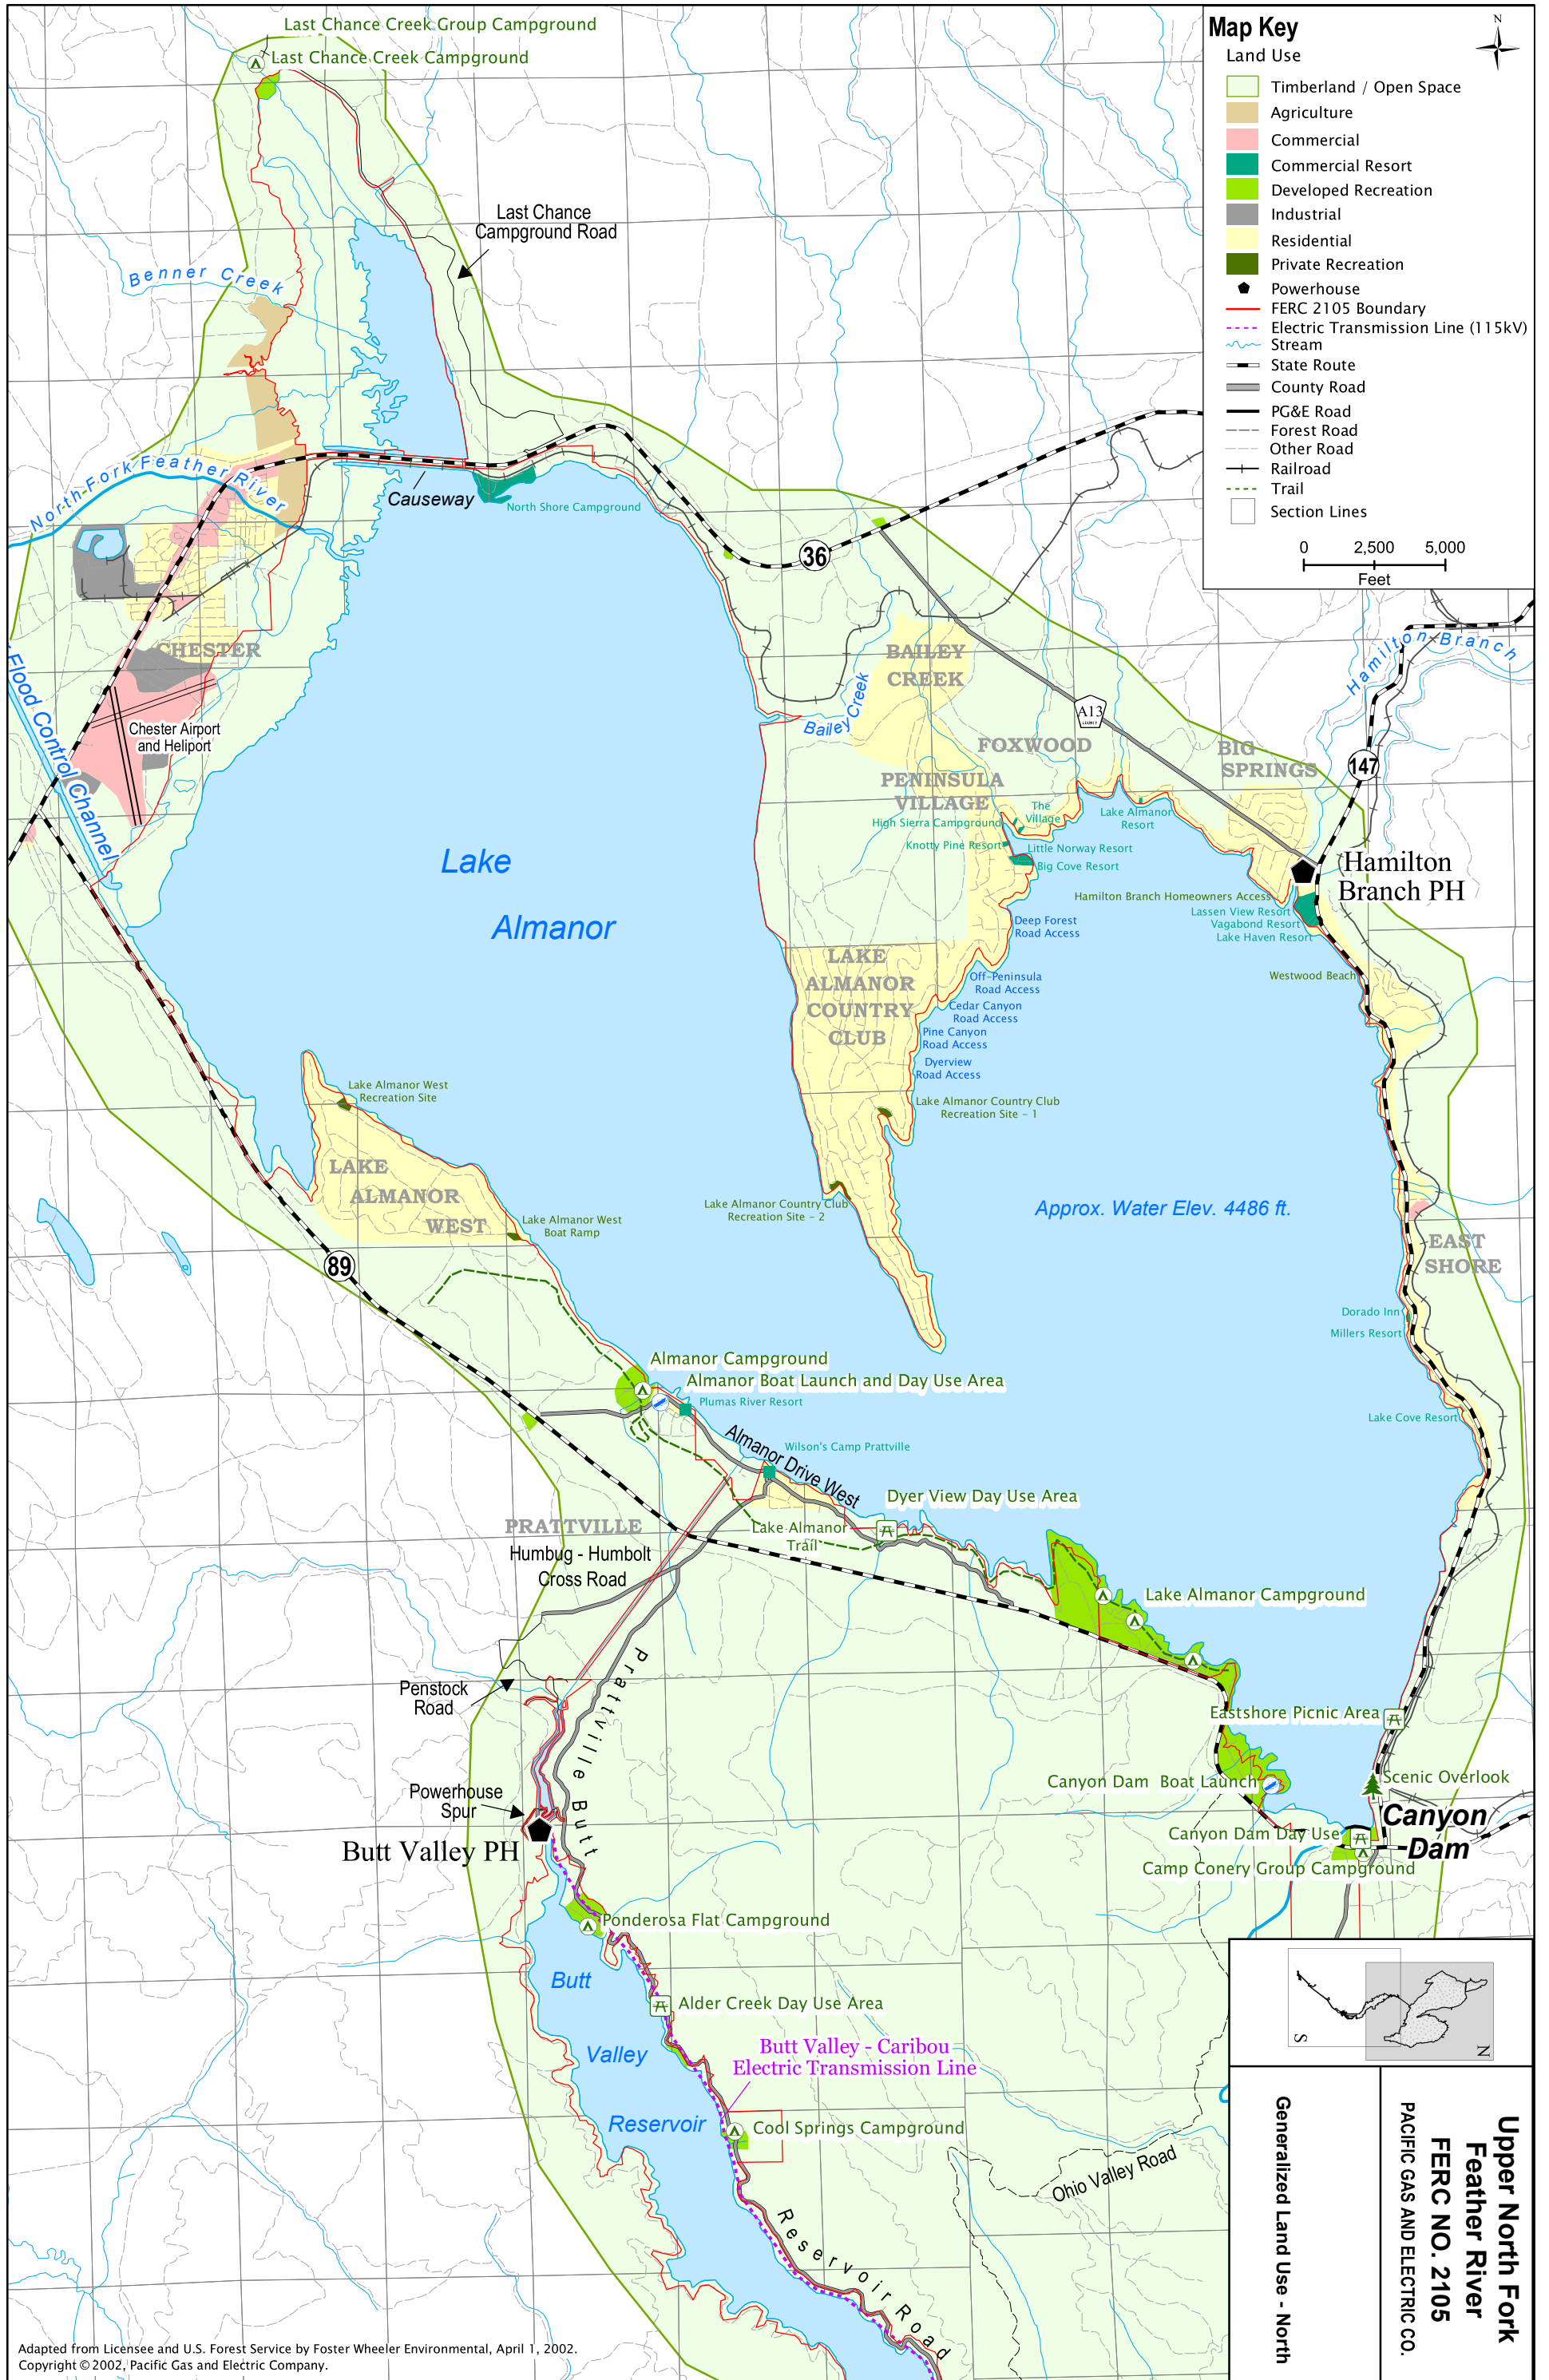 Last Chance Creek Group Campground
Last Chance Creek Campground
Last Chance
Campground Road
Benner Creek
North Fork Feather River
Causeway
North Shore Campground
36
CHESTER
Flood Control Channel
Chester Airport
and Heliport
BAILEY
CREEK
Bailey Creek
A13
COUNTY
FOXWOOD
BIG
SPRINGS
147
Hamilton Branch
PENINSULA
VILLAGE
The
Village
High Sierra Campground
Lake Almanor
Resort
Knotty Pine Resort
Little Norway Resort
Big Cove Resort
Hamilton
Branch PH
Hamilton Branch Homeowners Access
Lassen View Resort
Vagabond Resort
Lake Haven Resort
Westwood Beach
Lake
Almanor
Deep Forest
Road Access
LAKE
ALMANOR
COUNTRY
CLUB
Off-Peninsula
Road Access
Cedar Canyon
Road Access
Pine Canyon
Road Access
Dyerview
Road Access
Lake Almanor Country Club
Recreation Site - 1
Lake Almanor Country Club
Recreation Site - 2
Lake Almanor West
Recreation Site
LAKE
ALMANOR
WEST
Lake Almanor West
Boat Ramp
Approx. Water Elev. 4486 ft.
EAST
SHORE
89
Dorado Inn
Millers Resort
Lake Cove Resort
Almanor Campground
Almanor Boat Launch and Day Use Area
Plumas River Resort
Almanor Drive West
Wilson's Camp Prattville
Dyer View Day Use Area
PRATTVILLE
Lake Almanor
Trail
Humbug - Humbolt
Cross Road
Lake Almanor Campground
Penstock
Road
Prattville Butt
Eastshore Picnic Area
Canyon Dam Boat Launch
Scenic Overlook
Canyon
Dam
Canyon Dam Day Use
Camp Conery Group Campground
Powerhouse
Spur
Butt Valley PH
Ponderosa Flat Campground
Butt
Valley
Reservoir
Alder Creek Day Use Area
Butt Valley - Caribou
Electric Transmission Line
Cool Springs Campground
Ohio Valley Road
Reservoir Road
Map Key
N
Land Use
Timberland / Open Space
Agriculture
Commercial
Commercial Resort
Developed Recreation
Industrial
Residential
Private Recreation
Powerhouse
FERC 2105 Boundary
Electric Transmission Line (115kV)
Stream
State Route
County Road
PG&E Road
Forest Road
Other Road
Railroad
Trail
Section Lines
0 2,500 5,000
Feet
S
N
Upper North Fork
Feather River
FERC NO. 2105
PACIFIC GAS AND ELECTRIC CO.
Generalized Land Use - North
Adapted from Licensee and U.S. Forest Service by Foster Wheeler Environmental, April 1, 2002.
Copyright © 2002, Pacific Gas and Electric Company.